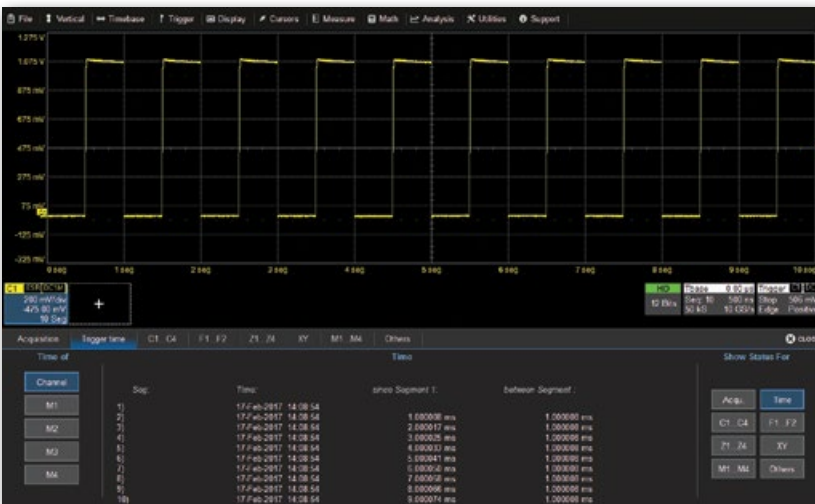 File Vertical Timebase Trigger Display Cursors Measure Math Analysis Utilities Support
1.275 V
1.075 V
875 mV
675 mV
475 mV
275 mV
75 mV
-125 mV
-325 mV
0 seg 1 seg 2 seg 3 seg 4 seg 5 seg 6 seg 7 seg 8 seg 9 seg 10 seg
C1
200 mV/div
-475.00 mV
10 Seg
+
HD
12 Bits
Tbase 0.00 µs
Seq: 10 500 ns
50 kS 10 GS/s
Trigger C1 DC
Stop 506 mV
Edge Positive
Acquisition Trigger time C1..C4 F1..F2 Z1..Z4 XY M1..M4 Others
Time of Time Show Status For
Channel
M1
M2
M3
M4
Seg: Time: since Segment 1: between Segment :
1) 17-Feb-2017 14:08:54
2) 17-Feb-2017 14:08:54 1.000008 ms 1.000008 ms
3) 17-Feb-2017 14:08:54 2.000017 ms 1.000008 ms
4) 17-Feb-2017 14:08:54 3.000025 ms 1.000008 ms
5) 17-Feb-2017 14:08:54 4.000033 ms 1.000008 ms
6) 17-Feb-2017 14:08:54 5.000041 ms 1.000008 ms
7) 17-Feb-2017 14:08:54 6.000050 ms 1.000008 ms
8) 17-Feb-2017 14:08:54 7.000058 ms 1.000008 ms
9) 17-Feb-2017 14:08:54 8.000066 ms 1.000008 ms
10) 17-Feb-2017 14:08:54 9.000074 ms 1.000008 ms
Acqu. Time
C1..C4 F1..F2
Z1..Z4 XY
M1..M4 Others